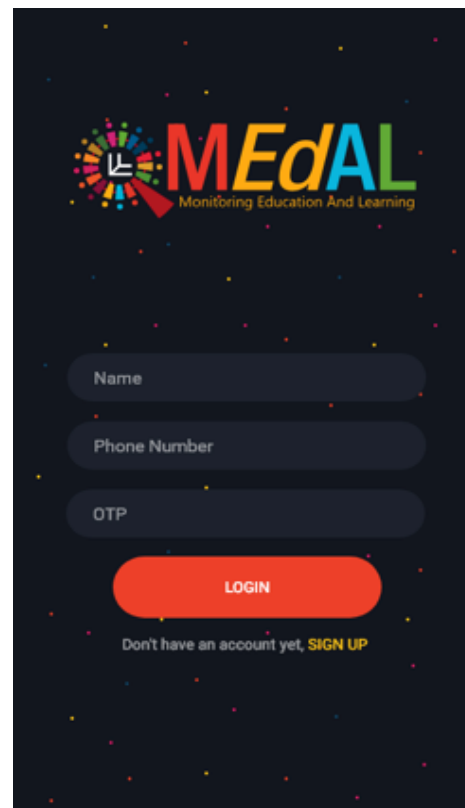 MEdAL
Monitoring Education And Learning
Name
Phone Number
OTP
LOGIN
Don't have an account yet, SIGN UP